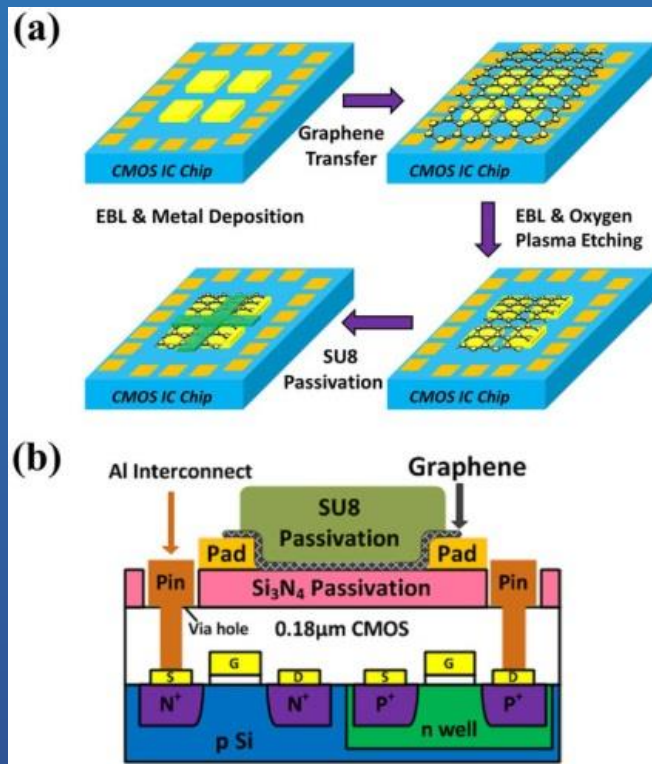 (a)
CMOS IC Chip
Graphene
Transfer
CMOS IC Chip
EBL & Metal Deposition
EBL & Oxygen
Plasma Etching
CMOS IC Chip
SU8
Passivation
CMOS IC Chip
(b)
Al Interconnect
Graphene
SU8
Passivation
Pad
Pad
Pin
Si₃N₄ Passivation
Pin
Via hole
0.18μm CMOS
S
G
D
S
G
D
N⁺
N⁺
P⁺
P⁺
p Si
n well